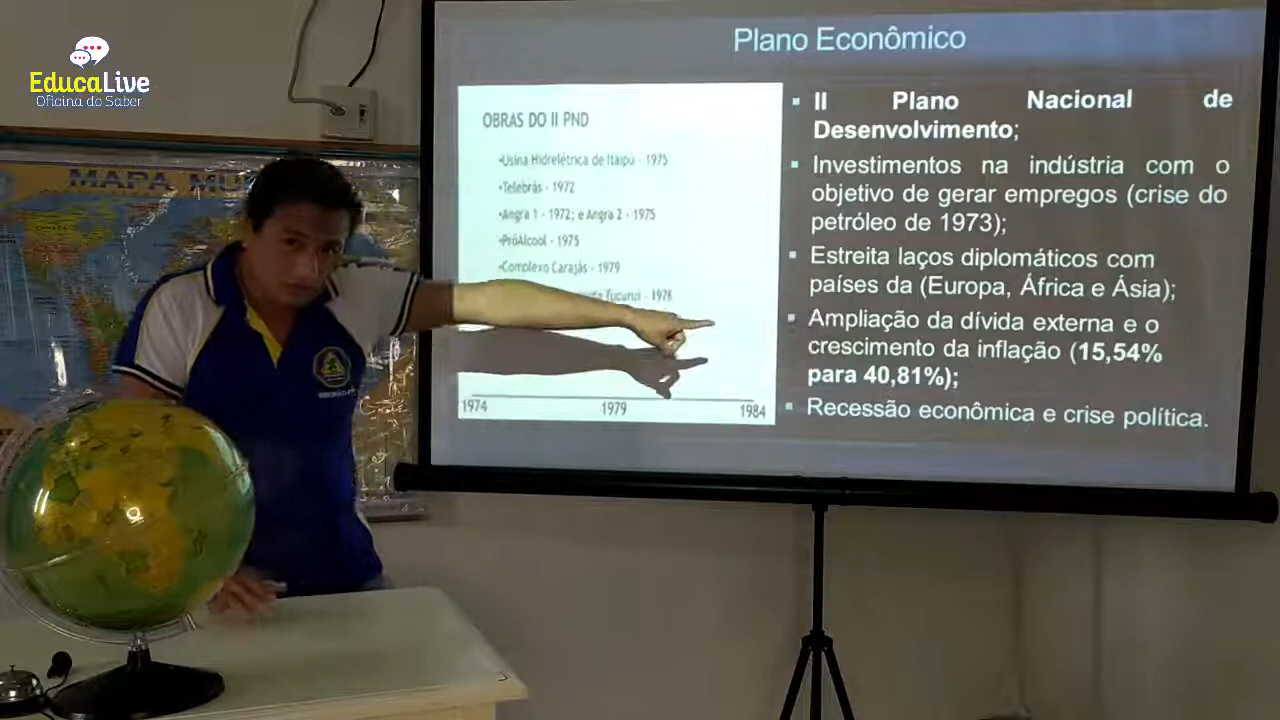 EducaLive
Oficina do Saber
MAPA MU
Plano Econômico
OBRAS DO II PND
•Usina Hidrelétrica de Itaipú - 1975
•Telebrás - 1972
•Angra 1 - 1972; e Angra 2 - 1975
•PróAlcool - 1975
•Complexo Carajás - 1979
Tucuruí - 1976
1974 1979 1984
▪ II Plano Nacional de
Desenvolvimento;
▪ Investimentos na indústria com o
objetivo de gerar empregos (crise do
petróleo de 1973);
▪ Estreita laços diplomáticos com
países da (Europa, África e Ásia);
▪ Ampliação da dívida externa e o
crescimento da inflação (15,54%
para 40,81%);
▪ Recessão econômica e crise política.